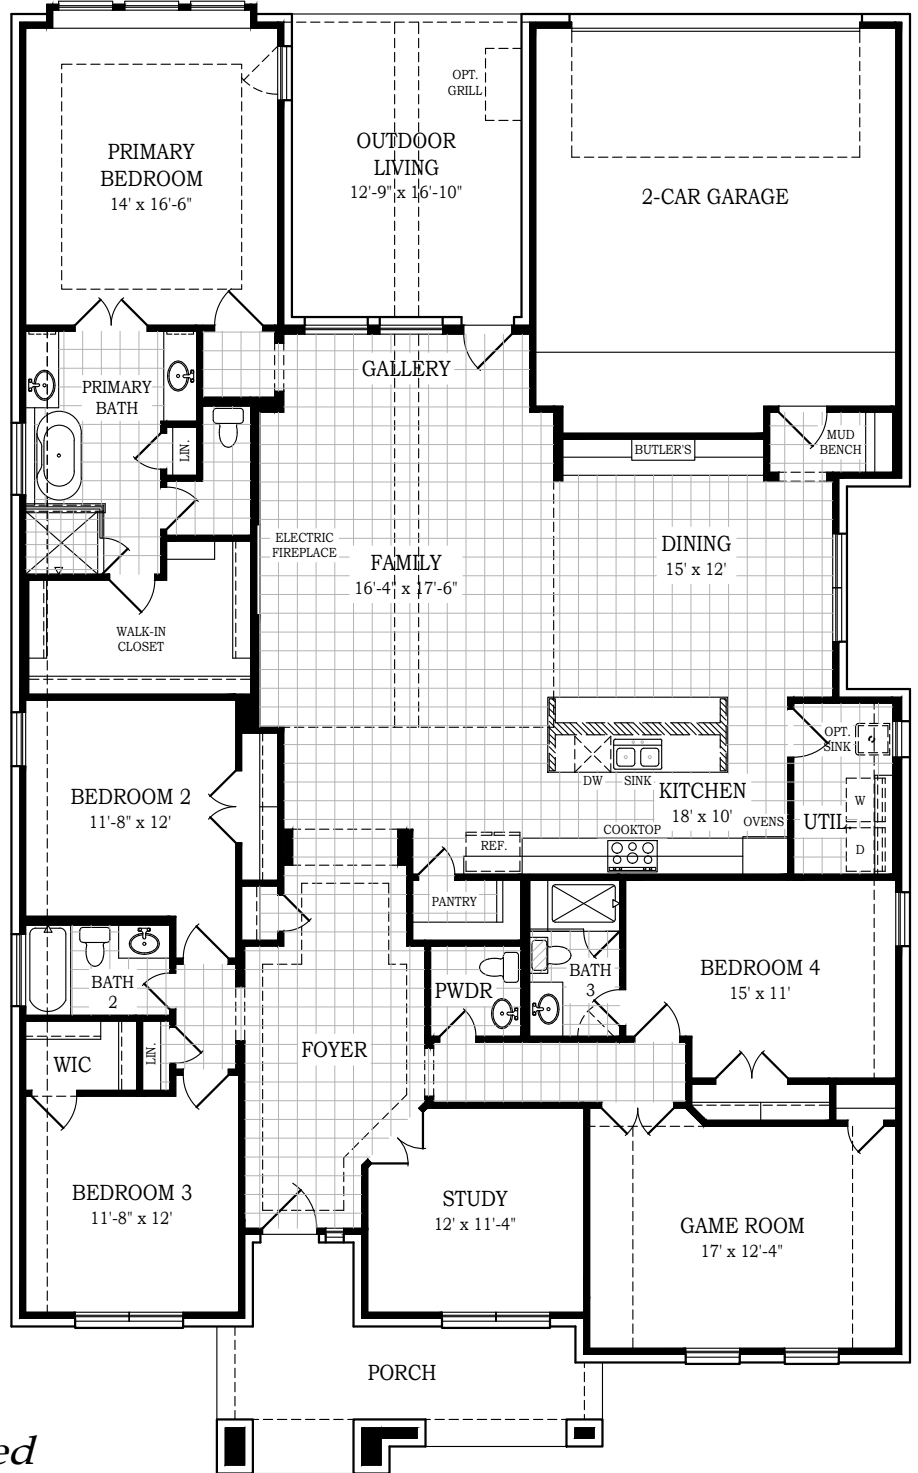 PRIMARY
BEDROOM
14' x 16'-6"
OUTDOOR
LIVING
12'-9" x 16'-10"
OPT.
GRILL
2-CAR GARAGE
GALLERY
PRIMARY
BATH
LIN.
MUD
BENCH
BUTLER'S
ELECTRIC
FIREPLACE
FAMILY
16'-4" x 17'-6"
DINING
15' x 12'
WALK-IN
CLOSET
OPT.
SINK
DW
SINK
KITCHEN
18' x 10'
BEDROOM 2
11'-8" x 12'
W
UTIL.
D
COOKTOP
OVENS
REF.
PANTRY
BATH
2
PWDR
BATH
3
BEDROOM 4
15' x 11'
WIC
LIN.
FOYER
BEDROOM 3
11'-8" x 12'
STUDY
12' x 11'-4"
GAME ROOM
17' x 12'-4"
PORCH